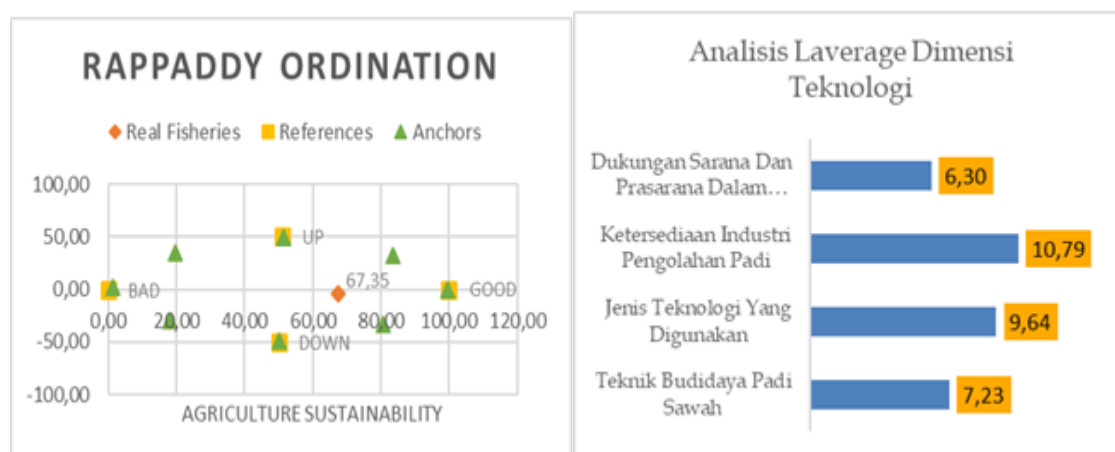 RAPPADDY ORDINATION
Real Fisheries References Anchors
100,00
50,00
UP
67,35
0,00
BAD
GOOD
0,00 20,00 40,00 60,00 80,00 100,00 120,00
-50,00
DOWN
-100,00
AGRICULTURE SUSTAINABILITY
Analisis Laverage Dimensi
Teknologi
Dukungan Sarana Dan
Prasarana Dalam…
6,30
Ketersediaan Industri
Pengolahan Padi
10,79
Jenis Teknologi Yang
Digunakan
9,64
Teknik Budidaya Padi
Sawah
7,23